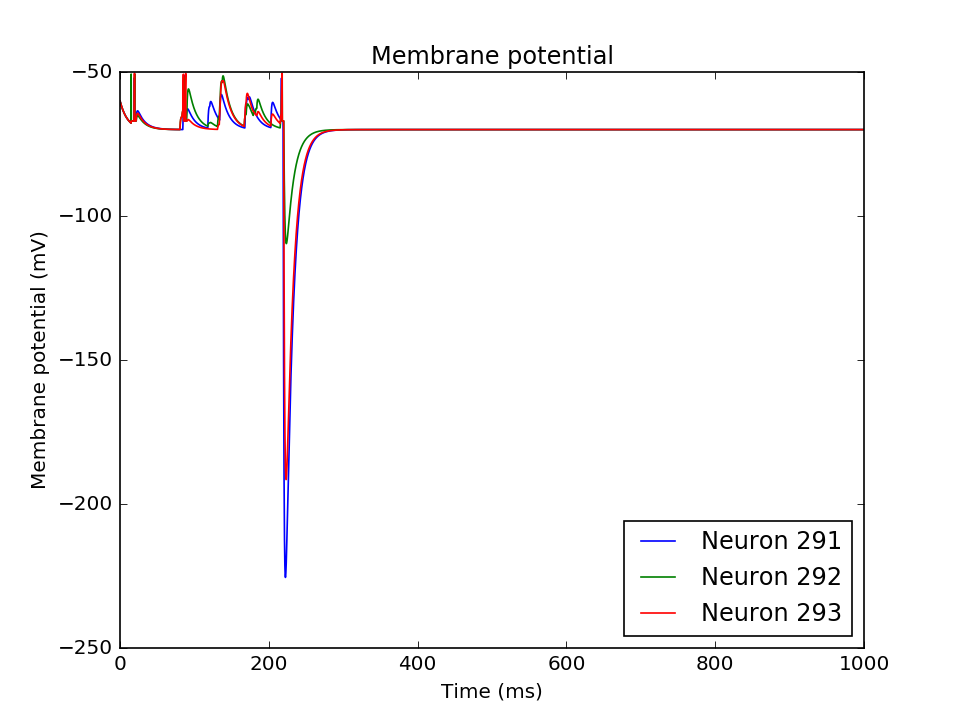 Membrane potential
Membrane potential (mV)
−50
−100
−150
−200
−250
0 200 400 600 800 1000
Time (ms)
Neuron 291
Neuron 292
Neuron 293